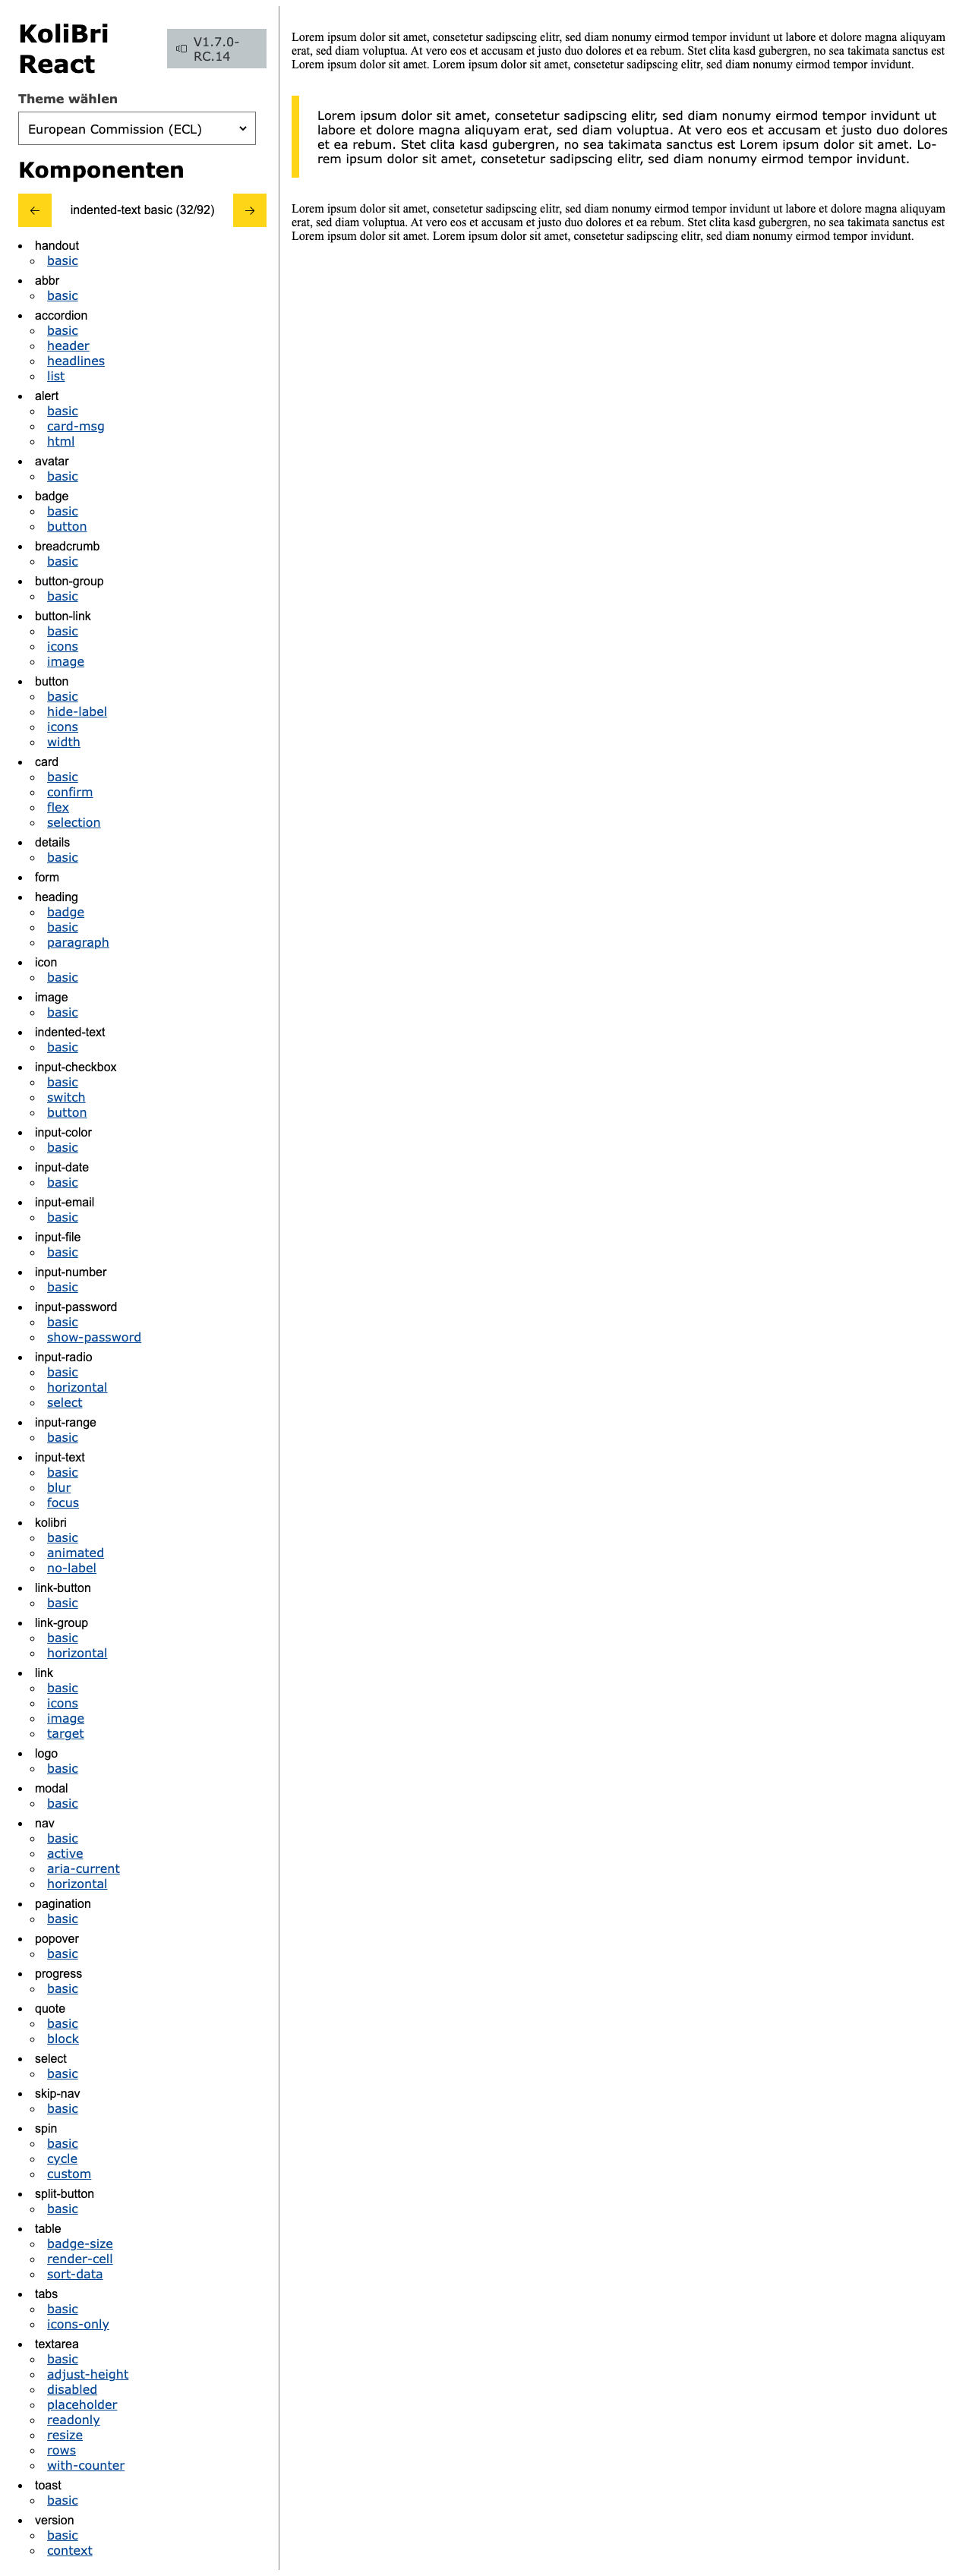 KoliBri
React
V1.7.0-
RC.14
Theme wählen
European Commission (ECL)
Komponenten
← indented-text basic (32/92) →
handout
basic
abbr
basic
accordion
basic
header
headlines
list
alert
basic
card-msg
html
avatar
basic
badge
basic
button
breadcrumb
basic
button-group
basic
button-link
basic
icons
image
button
basic
hide-label
icons
width
card
basic
confirm
flex
selection
details
basic
form
heading
badge
basic
paragraph
icon
basic
image
basic
indented-text
basic
input-checkbox
basic
switch
button
input-color
basic
input-date
basic
input-email
basic
input-file
basic
input-number
basic
input-password
basic
show-password
input-radio
basic
horizontal
select
input-range
basic
input-text
basic
blur
focus
kolibri
basic
animated
no-label
link-button
basic
link-group
basic
horizontal
link
basic
icons
image
target
logo
basic
modal
basic
nav
basic
active
aria-current
horizontal
pagination
basic
popover
basic
progress
basic
quote
basic
block
select
basic
skip-nav
basic
spin
basic
cycle
custom
split-button
basic
table
badge-size
render-cell
sort-data
tabs
basic
icons-only
textarea
basic
adjust-height
disabled
placeholder
readonly
resize
rows
with-counter
toast
basic
version
basic
context
Lorem ipsum dolor sit amet, consetetur sadipscing elitr, sed diam nonumy eirmod tempor invidunt ut labore et dolore magna aliquyam
erat, sed diam voluptua. At vero eos et accusam et justo duo dolores et ea rebum. Stet clita kasd gubergren, no sea takimata sanctus est
Lorem ipsum dolor sit amet. Lorem ipsum dolor sit amet, consetetur sadipscing elitr, sed diam nonumy eirmod tempor invidunt.
Lorem ipsum dolor sit amet, consetetur sadipscing elitr, sed diam nonumy eirmod tempor invidunt ut
labore et dolore magna aliquyam erat, sed diam voluptua. At vero eos et accusam et justo duo dolores
et ea rebum. Stet clita kasd gubergren, no sea takimata sanctus est Lorem ipsum dolor sit amet. Lo-
rem ipsum dolor sit amet, consetetur sadipscing elitr, sed diam nonumy eirmod tempor invidunt.
Lorem ipsum dolor sit amet, consetetur sadipscing elitr, sed diam nonumy eirmod tempor invidunt ut labore et dolore magna aliquyam
erat, sed diam voluptua. At vero eos et accusam et justo duo dolores et ea rebum. Stet clita kasd gubergren, no sea takimata sanctus est
Lorem ipsum dolor sit amet. Lorem ipsum dolor sit amet, consetetur sadipscing elitr, sed diam nonumy eirmod tempor invidunt.